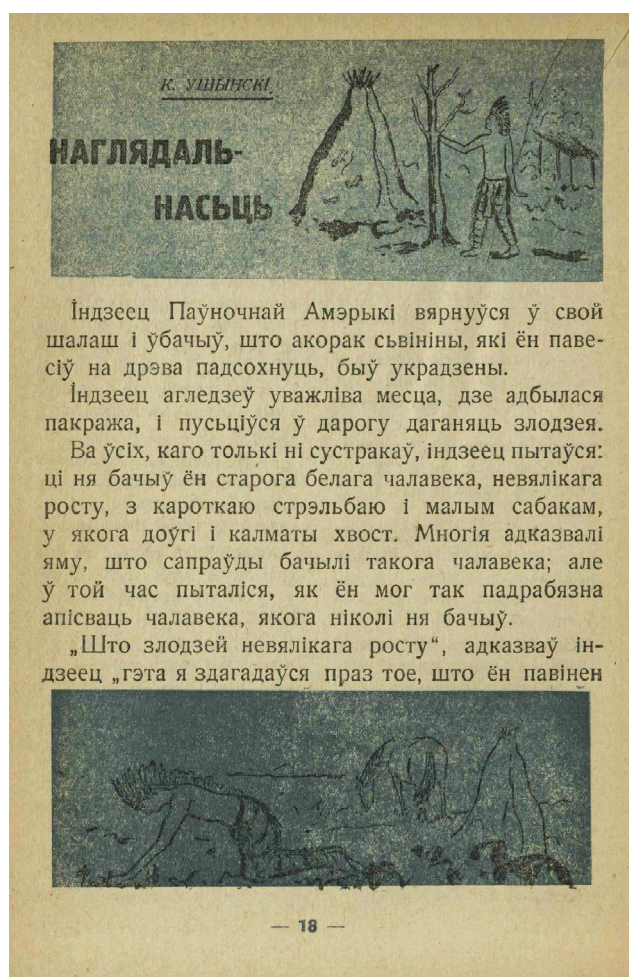 К. УШЫНСКІ
НАГЛЯДАЛЬ-
НАСЬЦЬ
Індзеец Паўночнай Амэрыкі вярнуўся ў свой
шалаш і ўбачыў, што акорак сьвініны, які ён паве-
сіў на дрэва падсохнуць, быў украдзены.
Індзеец агледзеў уважліва месца, дзе адбылася
пакража, і пусьціўся ў дарогу даганяць злодзея.
Ва ўсіх, каго толькі ні сустракаў, індзеец пытаўся:
ці ня бачыў ён старога белага чалавека, невялікага
росту, з кароткаю стрэльбаю і малым сабакам,
у якога доўгі і калматы хвост. Многія адказвалі
яму, што сапраўды бачылі такога чалавека; але
ў той час пыталіся, як ён мог так падрабязна
апісваць чалавека, якога ніколі ня бачыў.
„Што злодзей невялікага росту“, адказваў ін-
дзеец „гэта я здагадаўся праз тое, што ён павінен
— 18 —